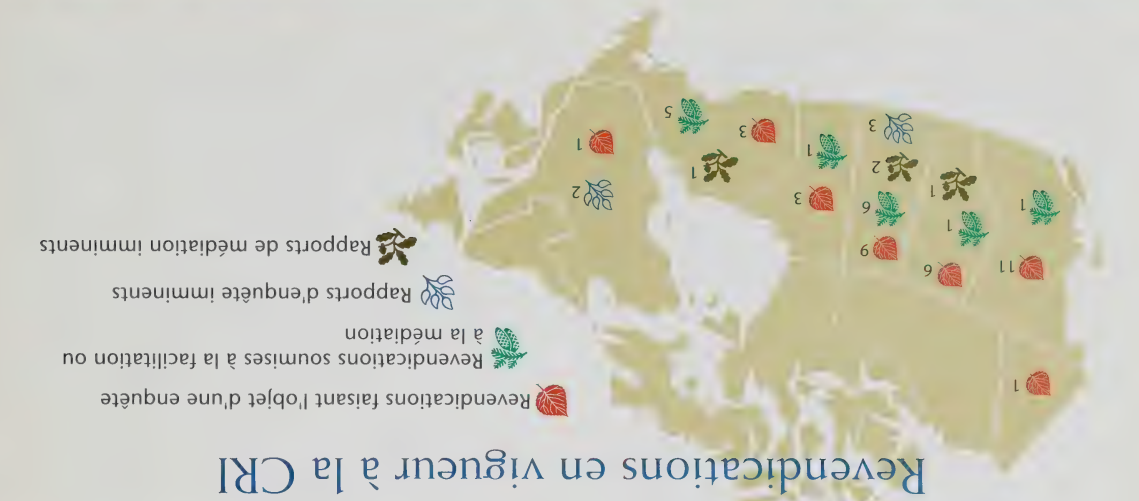 Revendications en vigueur à la CRI
Revendications faisant l'objet d'une enquête
Revendications soumises à la facilitation ou
à la médiation
Rapports d'enquête imminents
Rapports de médiation imminents
1
11
9
6
1
1
9
3
2
1
2
1
1
1
3
3
5